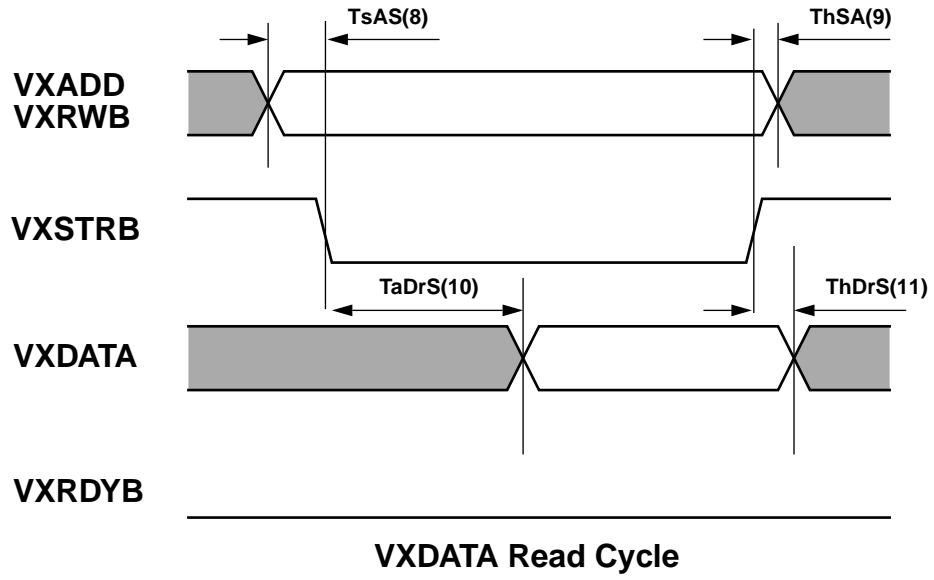 TsAS(8)
ThSA(9)
VXADD
VXRWB
VXSTRB
TaDrS(10)
ThDrS(11)
VXDATA
VXRDYB
VXDATA Read Cycle